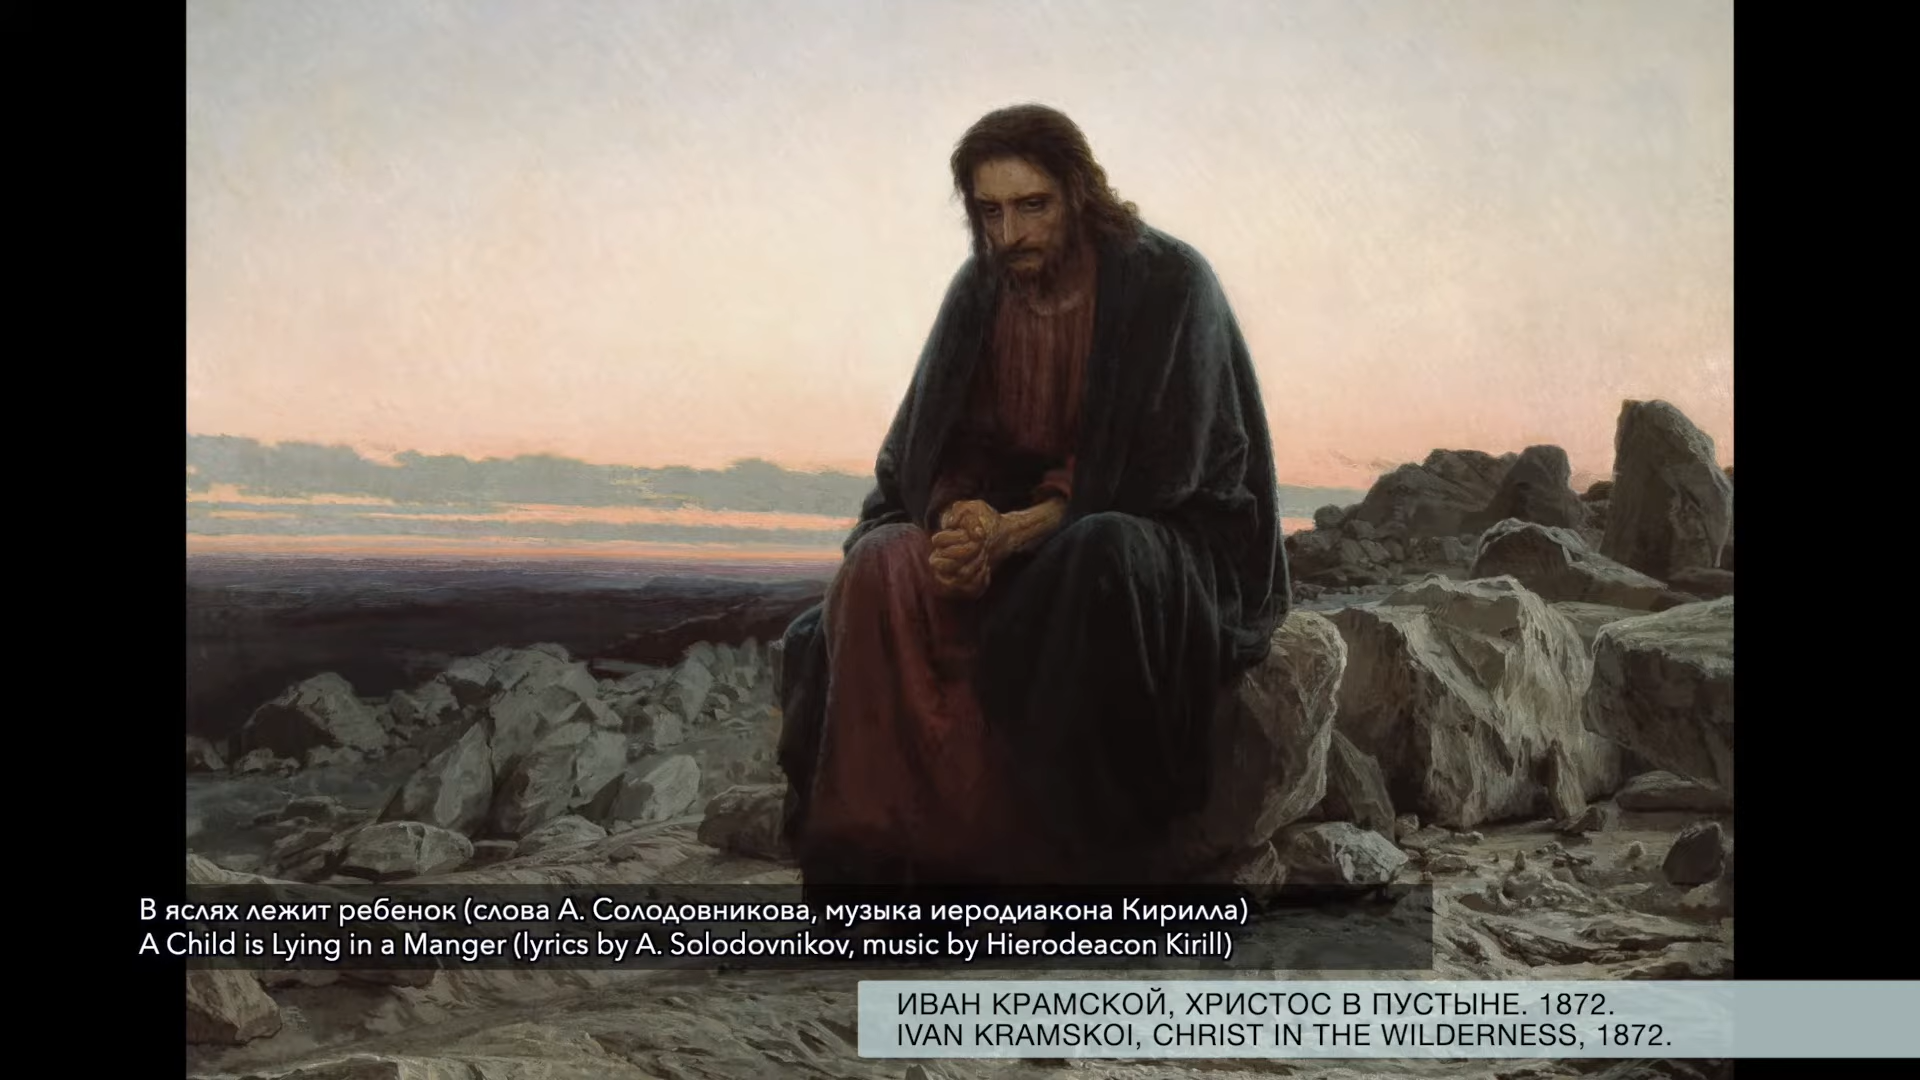 В яслях лежит ребенок (слова А. Солодовникова, музыка иеродиакона Кирилла)
A Child is Lying in a Manger (lyrics by A. Solodovnikov, music by Hierodeacon Kirill)
ИВАН КРАМСКОЙ, ХРИСТОС В ПУСТЫНЕ. 1872.
IVAN KRAMSKOI, CHRIST IN THE WILDERNESS, 1872.